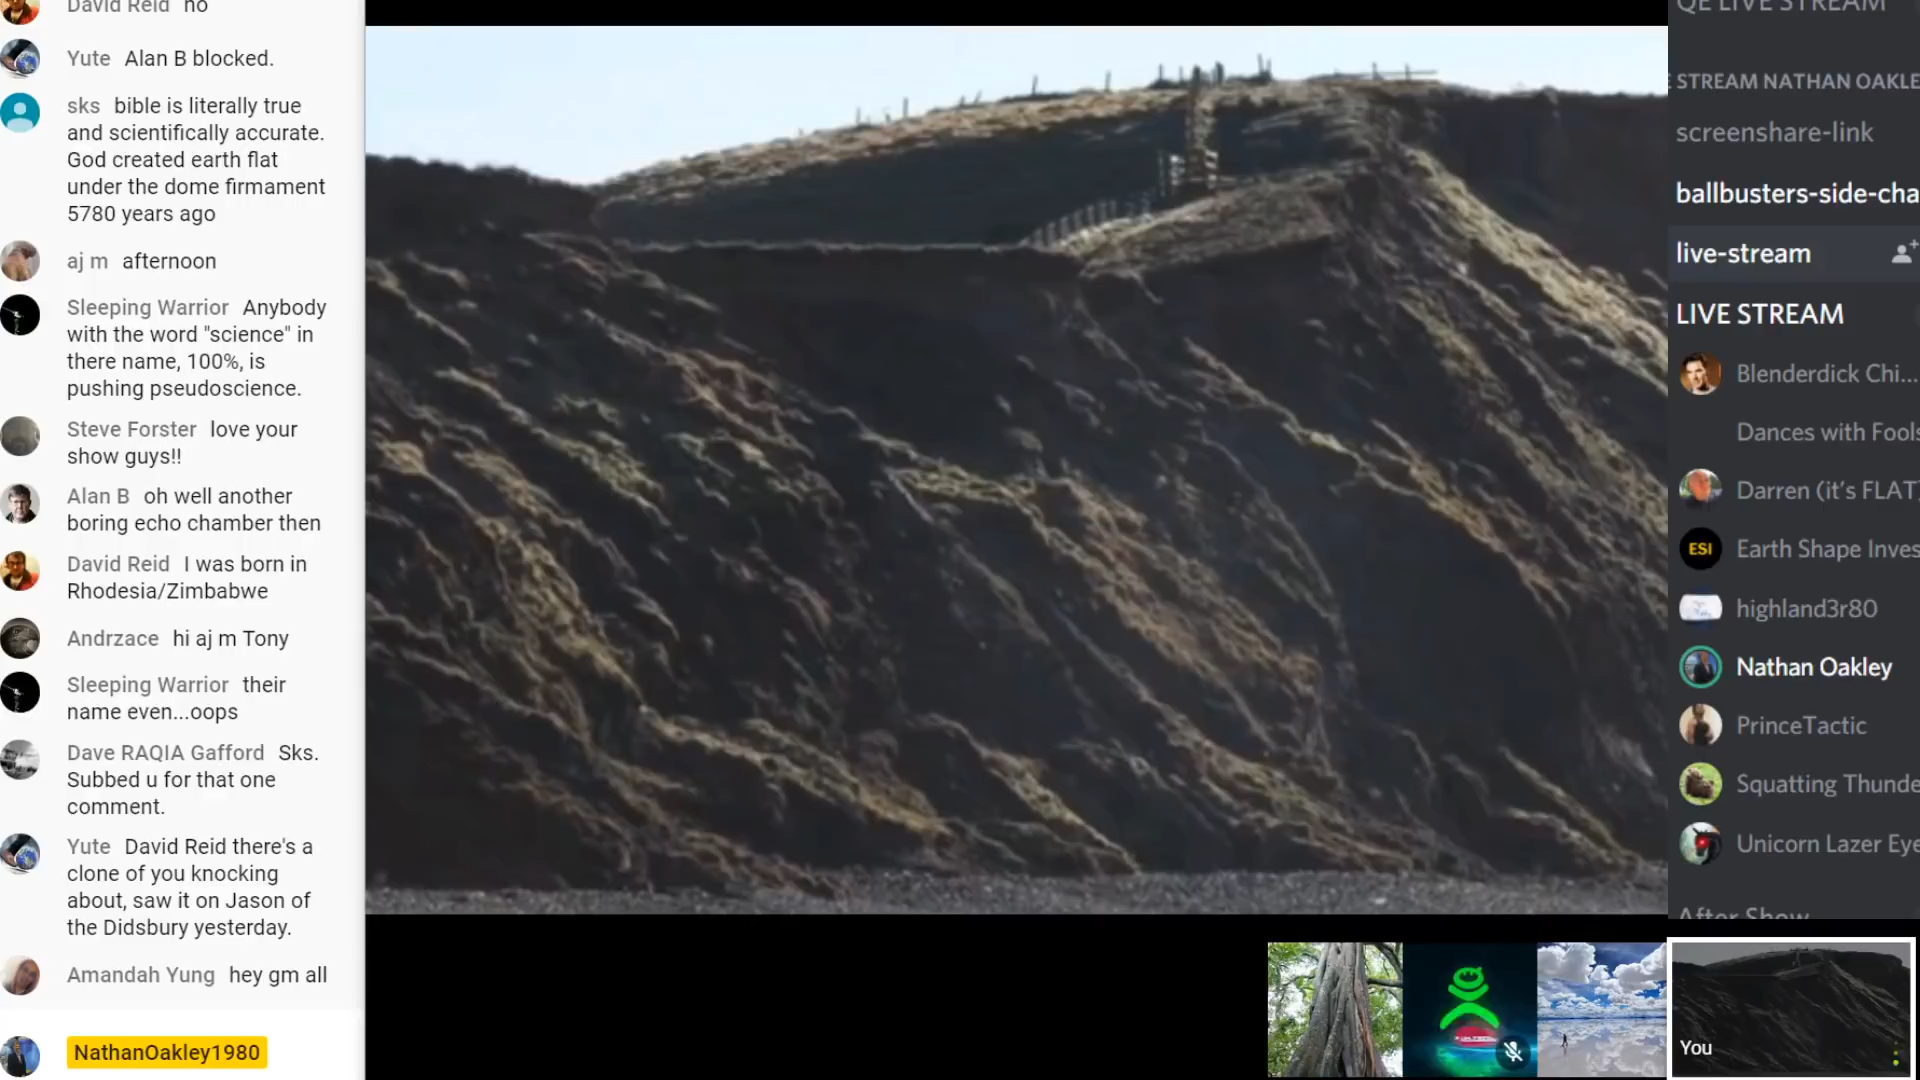 David Reid no
Yute Alan B blocked.
sks bible is literally true
and scientifically accurate.
God created earth flat
under the dome firmament
5780 years ago
aj m afternoon
Sleeping Warrior Anybody
with the word "science" in
there name, 100%, is
pushing pseudoscience.
Steve Forster love your
show guys!!
Alan B oh well another
boring echo chamber then
David Reid I was born in
Rhodesia/Zimbabwe
Andrzace hi aj m Tony
Sleeping Warrior their
name even...oops
Dave RAQIA Gafford Sks.
Subbed u for that one
comment.
Yute David Reid there's a
clone of you knocking
about, saw it on Jason of
the Didsbury yesterday.
Amandah Yung hey gm all
NathanOakley1980
QE LIVE STREAM
STREAM NATHAN OAKLE
screenshare-link
ballbusters-side-cha
live-stream
LIVE STREAM
Blenderdick Chi...
Dances with Fools
Darren (it's FLAT)
ESI Earth Shape Inves
highland3r80
Nathan Oakley
PrinceTactic
Squatting Thunde
Unicorn Lazer Eye
After Show
You